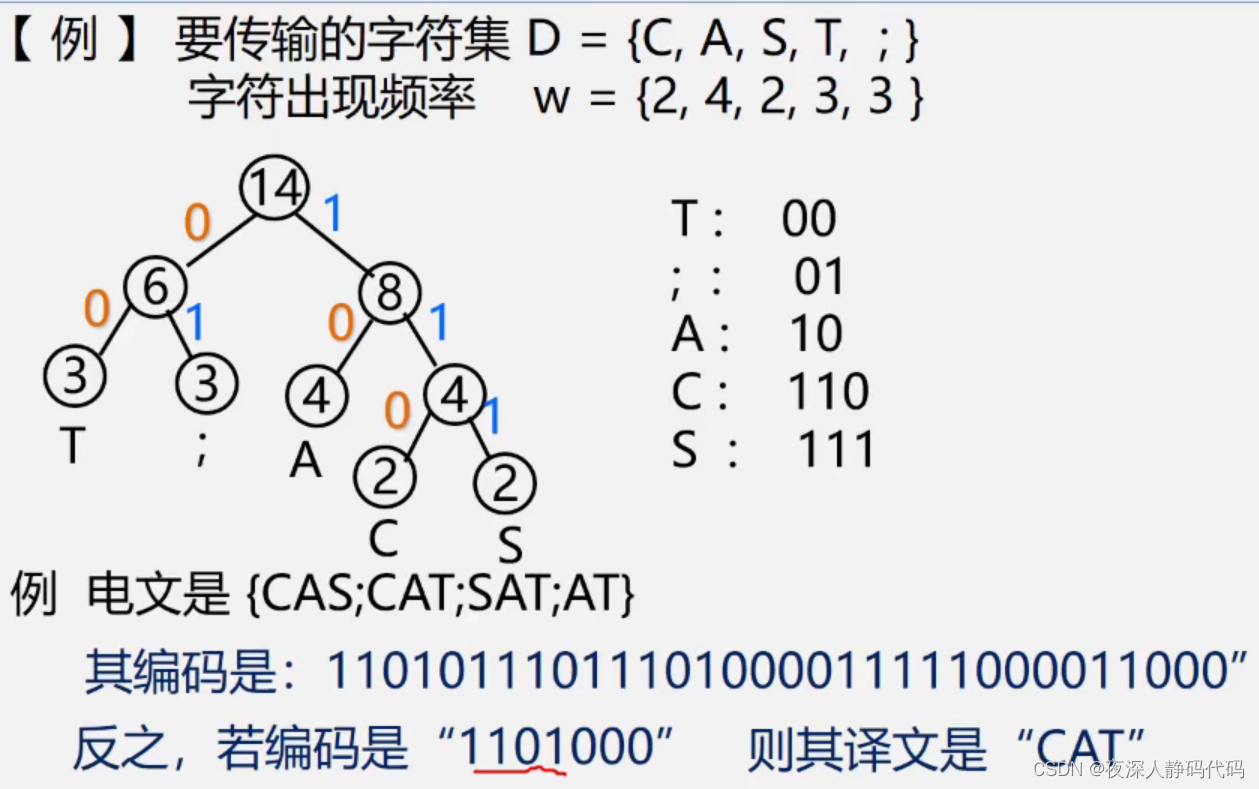 【 例 】 要传输的字符集 D = {C, A, S, T, ; }
字符出现频率 w = {2, 4, 2, 3, 3 }
14
0 1
6 8
0 1 0 1
3 3 4 4
0 1
T ; A
2 2
C S
T : 00
; : 01
A : 10
C : 110
S : 111
例 电文是 {CAS;CAT;SAT;AT}
其编码是：11010111011101000011111000011000”
反之，若编码是 “1101000” 则其译文是 “CAT”
CSDN @夜深人静码代码